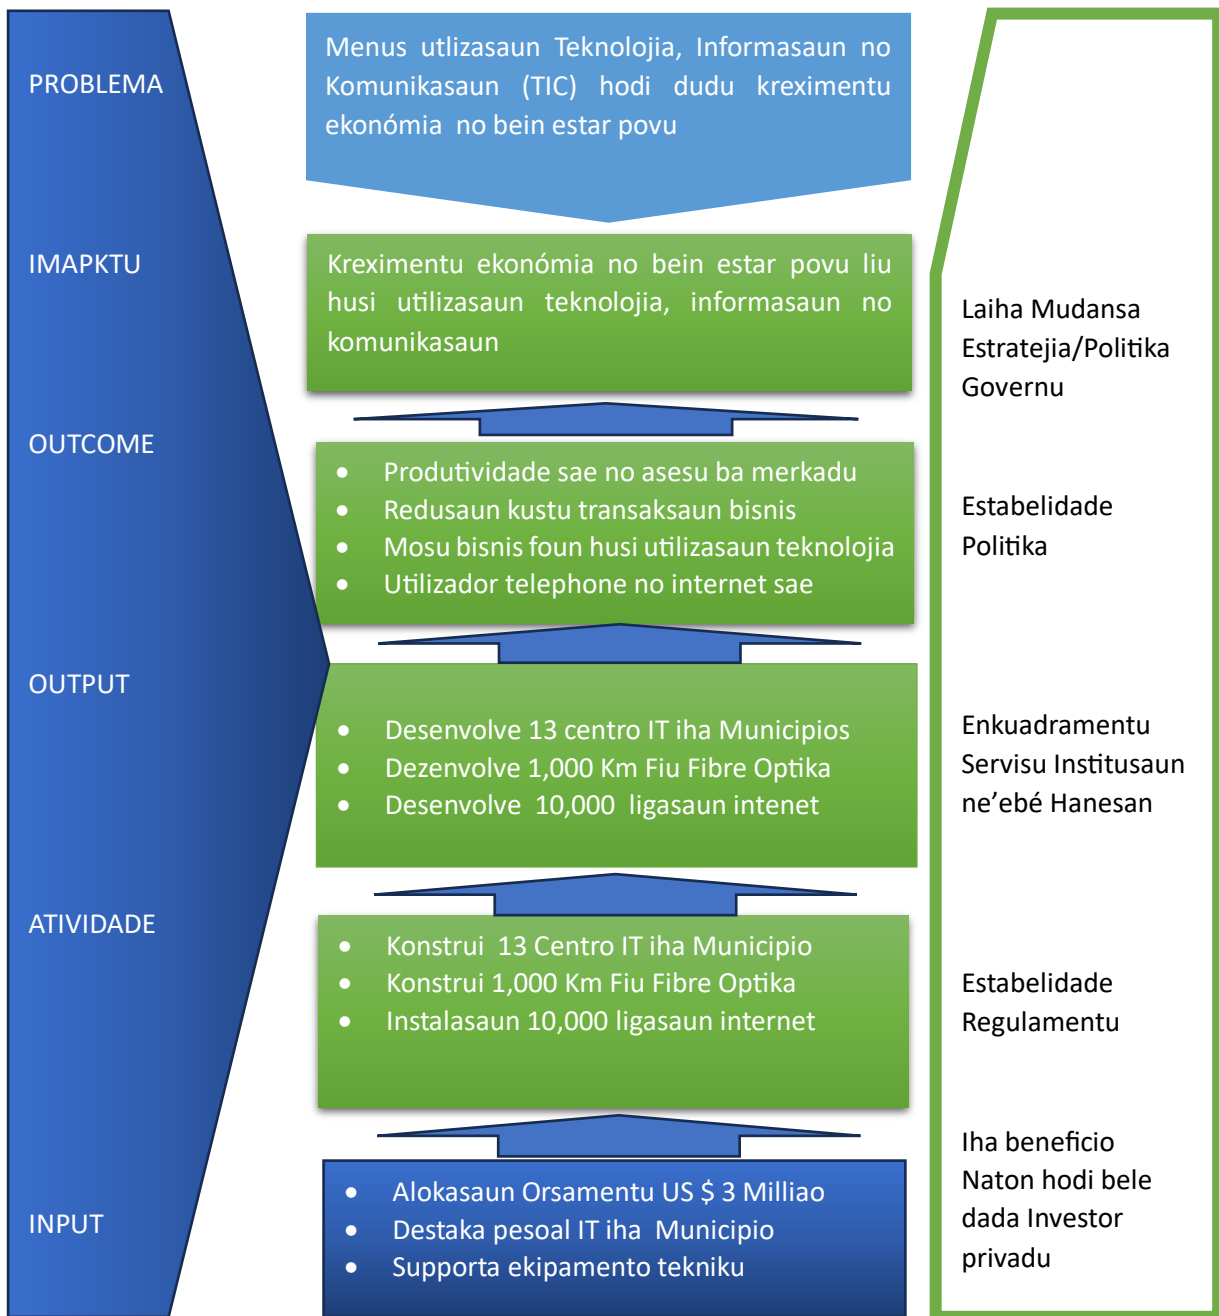 PROBLEMA
Menus utlizasaun Teknolojia, Informasaun no
Komunikasaun (TIC) hodi dudu kreximentu
ekonómia no bein estar povu
IMAPKTU
Kreximentu ekonómia no bein estar povu liu
husi utilizasaun teknolojia, informasaun no
komunikasaun
OUTCOME
• Produtividade sae no asesu ba merkadu
• Redusaun kustu transaksaun bisnis
• Mosu bisnis foun husi utilizasaun teknolojia
• Utilizador telephone no internet sae
OUTPUT
• Desenvolve 13 centro IT iha Municipios
• Dezenvolve 1,000 Km Fiu Fibre Optika
• Desenvolve 10,000 ligasaun intenet
ATIVIDADE
• Konstrui 13 Centro IT iha Municipio
• Konstrui 1,000 Km Fiu Fibre Optika
• Instalasaun 10,000 ligasaun internet
INPUT
• Alokasaun Orsamentu US $ 3 Milliao
• Destaka pesoal IT iha Municipio
• Supporta ekipamento tekniku
Laiha Mudansa
Estratejia/Politika
Governu
Estabelidade
Politika
Enkuadramentu
Servisu Institusaun
ne’ebé Hanesan
Estabelidade
Regulamentu
Iha beneficio
Naton hodi bele
dada Investor
privadu